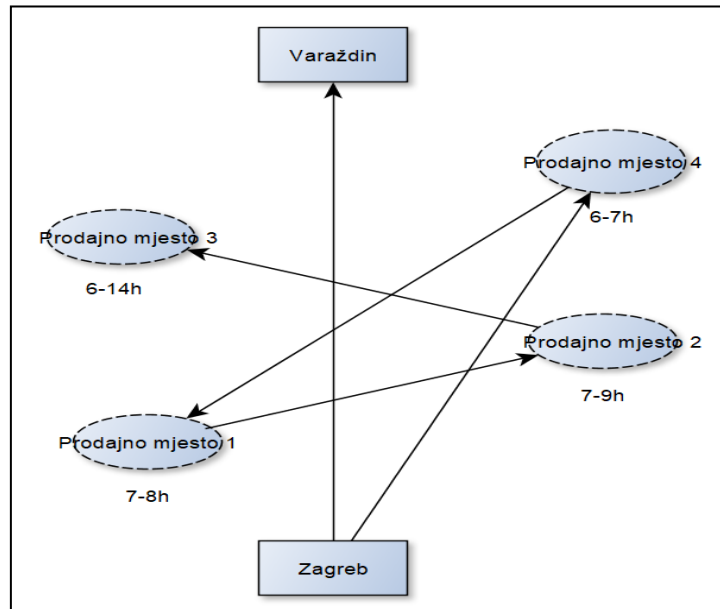 Varaždin
Prodajno mjesto 4
6-7h
Prodajno mjesto 3
6-14h
Prodajno mjesto 2
7-9h
Prodajno mjesto 1
7-8h
Zagreb